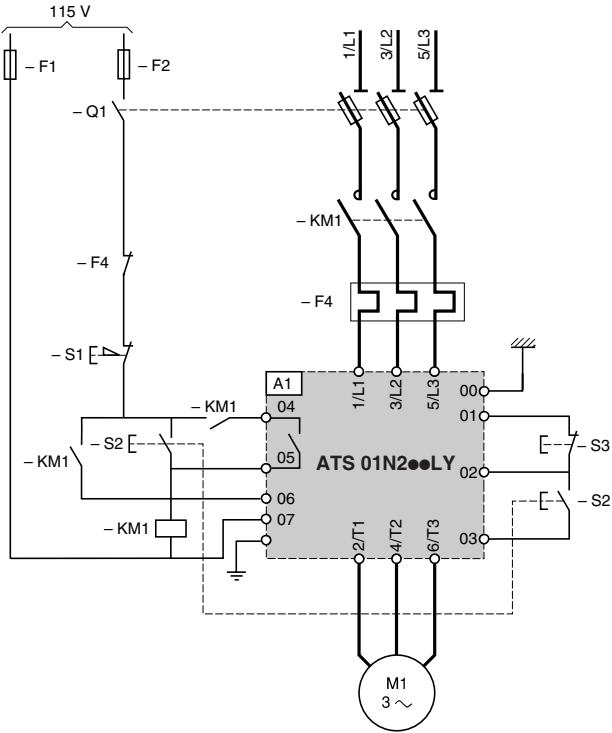 115 V
– F1
– F2
– Q1
1/L1
3/L2
5/L3
– KM1
– F4
– F4
– S1
A1
1/L1
3/L2
5/L3
00
– KM1
04
01
– S2
– S3
– KM1
05
ATS 01N2●●LY
02
06
– S2
– KM1
07
2/T1
4/T2
6/T3
03
M1
3 ~